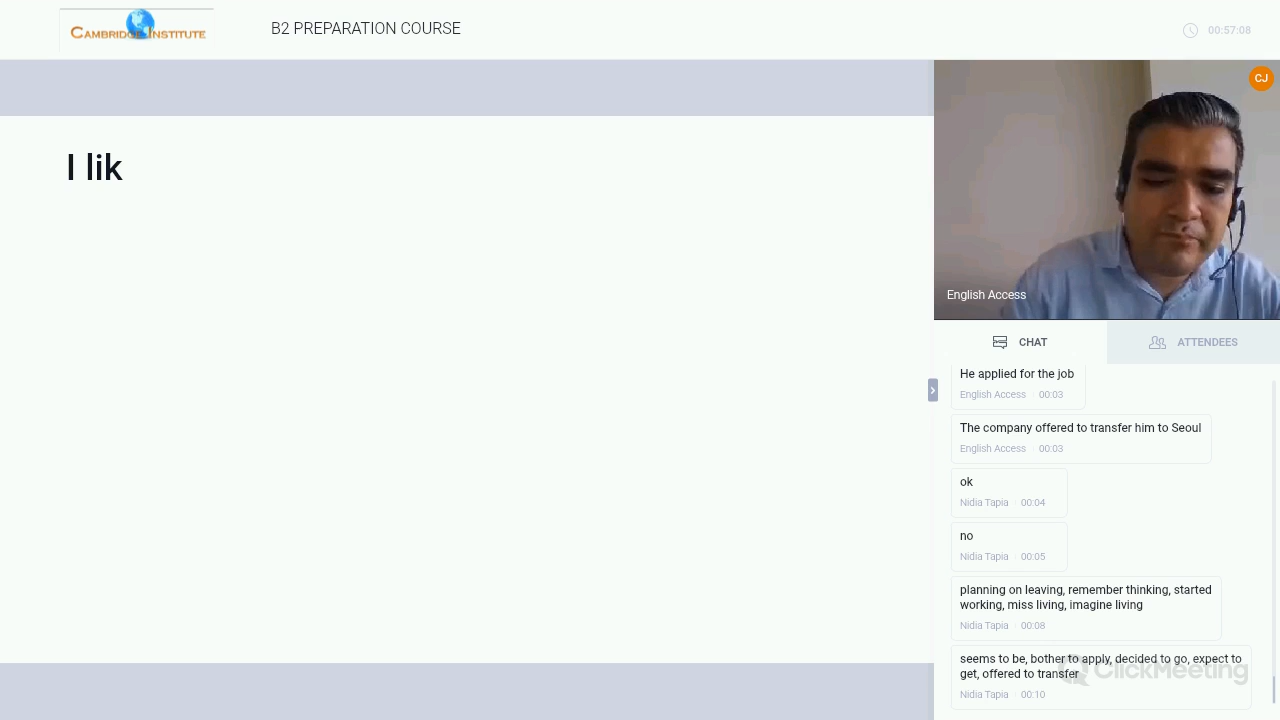 CAMBRIDGE INSTITUTE
B2 PREPARATION COURSE
00:57:08
I lik
CJ
English Access
CHAT
ATTENDEES
He applied for the job
English Access 00:03
The company offered to transfer him to Seoul
English Access 00:03
ok
Nidia Tapia 00:04
no
Nidia Tapia 00:05
planning on leaving, remember thinking, started
working, miss living, imagine living
Nidia Tapia 00:08
seems to be, bother to apply, decided to go, expect to
get, offered to transfer
Nidia Tapia 00:10
ClickMeeting